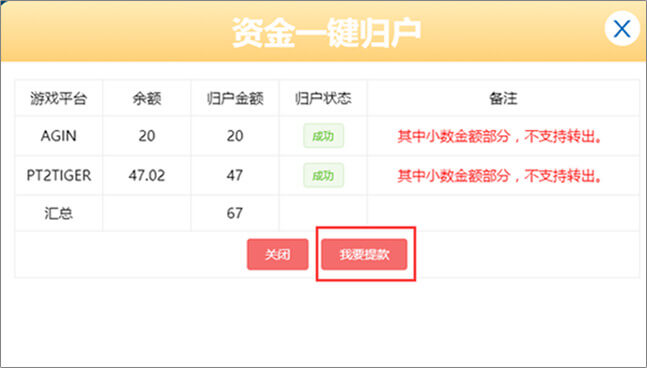 资金一键归户
X
游戏平台 余额 归户金额 归户状态 备注
AGIN 20 20 成功 其中小数金额部分，不支持转出。
PT2TIGER 47.02 47 成功 其中小数金额部分，不支持转出。
汇总 67
关闭 我要提款